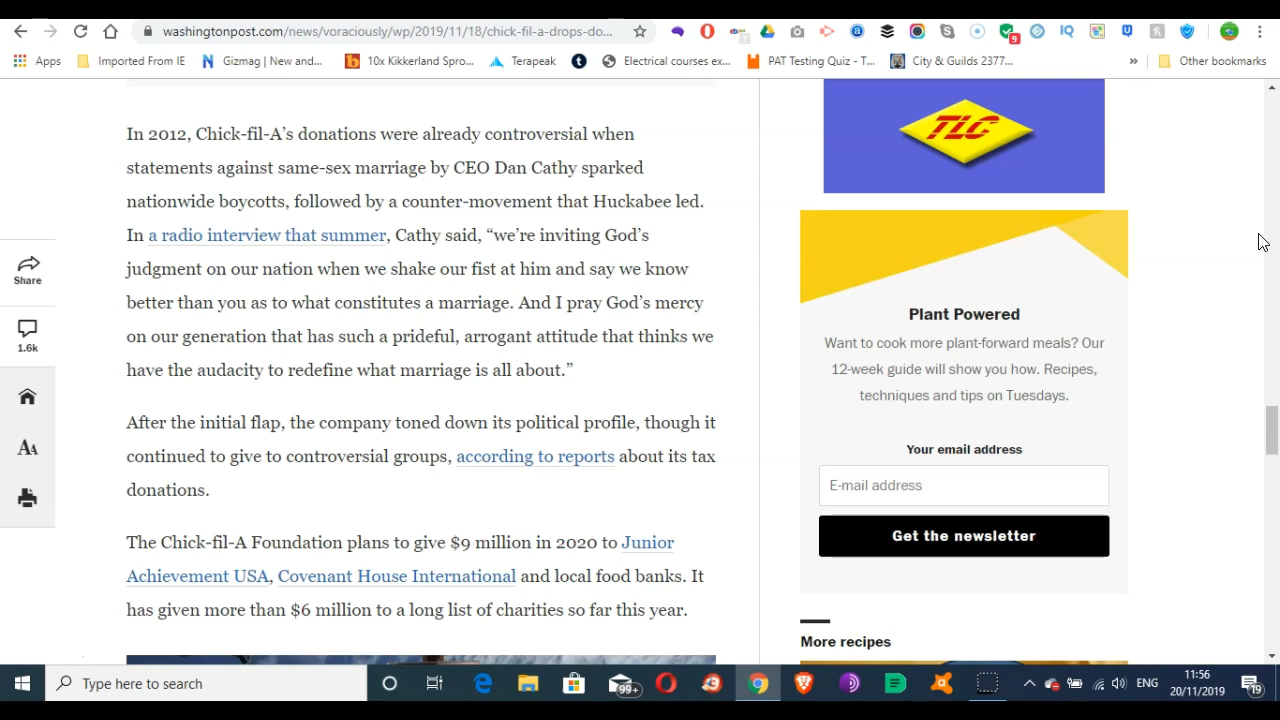 washingtonpost.com/news/voraciously/wp/2019/11/18/chick-fil-a-drops-do...
9
Apps
Imported From IE
Gizmag | New and...
10x Kikkerland Spro...
Terapeak
Electrical courses ex...
PAT Testing Quiz - T...
City & Guilds 2377...
»
Other bookmarks
In 2012, Chick-fil-A’s donations were already controversial when
statements against same-sex marriage by CEO Dan Cathy sparked
nationwide boycotts, followed by a counter-movement that Huckabee led.
In a radio interview that summer, Cathy said, “we’re inviting God’s
judgment on our nation when we shake our fist at him and say we know
better than you as to what constitutes a marriage. And I pray God’s mercy
on our generation that has such a prideful, arrogant attitude that thinks we
have the audacity to redefine what marriage is all about.”
After the initial flap, the company toned down its political profile, though it
continued to give to controversial groups, according to reports about its tax
donations.
The Chick-fil-A Foundation plans to give $9 million in 2020 to Junior
Achievement USA, Covenant House International and local food banks. It
has given more than $6 million to a long list of charities so far this year.
Share
1.6k
AA
TLC
Plant Powered
Want to cook more plant-forward meals? Our
12-week guide will show you how. Recipes,
techniques and tips on Tuesdays.
Your email address
E-mail address
Get the newsletter
More recipes
Type here to search
99+
ENG
11:56
20/11/2019
19